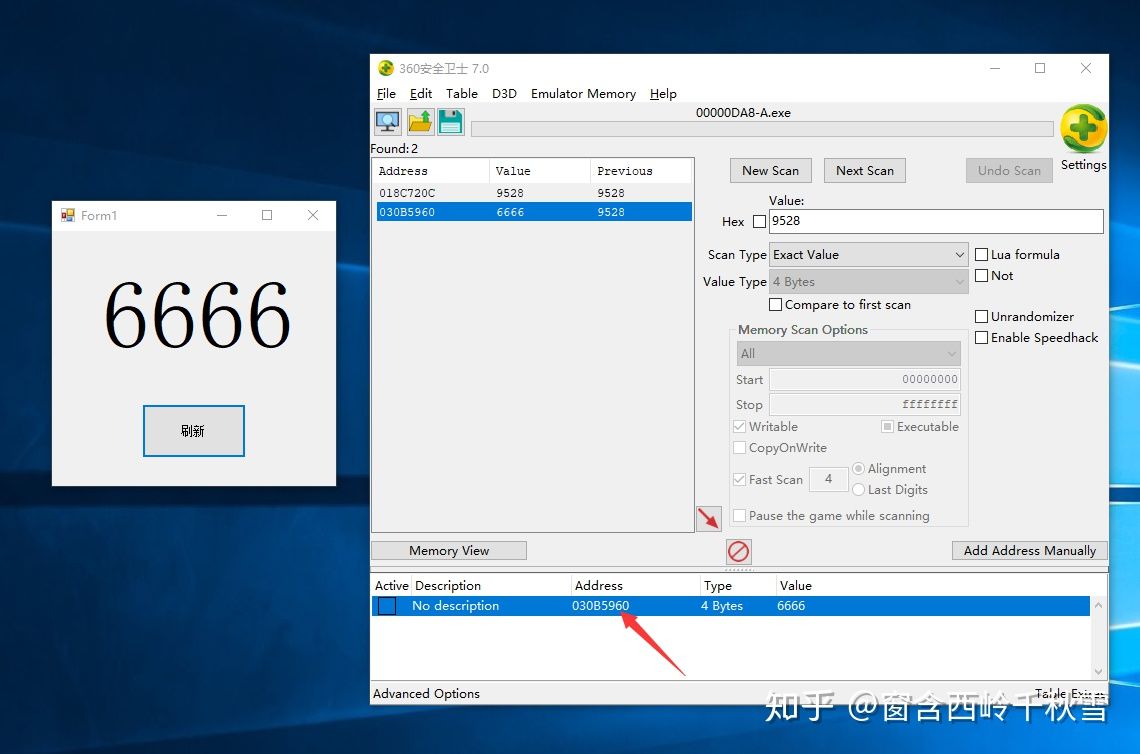 360安全卫士 7.0
File Edit Table D3D Emulator Memory Help
00000DA8-A.exe
Found: 2
Settings
Address Value Previous
018C720C 9528 9528
030B5960 6666 9528
New Scan Next Scan Undo Scan
Value:
Hex 9528
Scan Type Exact Value
Lua formula
Value Type 4 Bytes
Not
Compare to first scan
Unrandomizer
Enable Speedhack
Memory Scan Options
All
Start 00000000
Stop ffffffff
Writable Executable
CopyOnWrite
Fast Scan 4
Alignment
Last Digits
Pause the game while scanning
Memory View
Add Address Manually
Active Description Address Type Value
No description 030B5960 4 Bytes 6666
Advanced Options
Form1
6666
刷新
知乎 @窗含西岭千秋雪